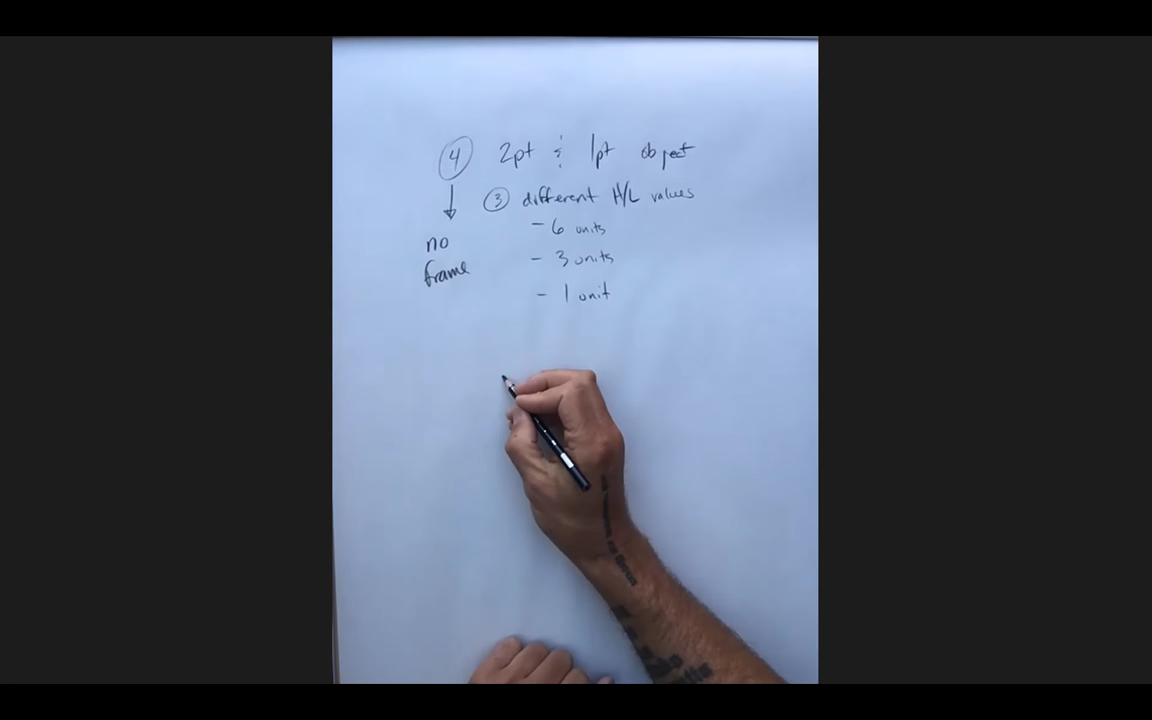 ④ 2pt & 1pt object
↓ ③ different H/L values
- 6 units
no
- 3 units
frame
- 1 unit